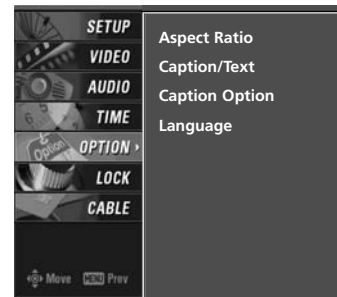 SETUP
VIDEO
AUDIO
TIME
OPTION
LOCK
CABLE
Move MENU Prev
Aspect Ratio
Caption/Text
Caption Option
Language